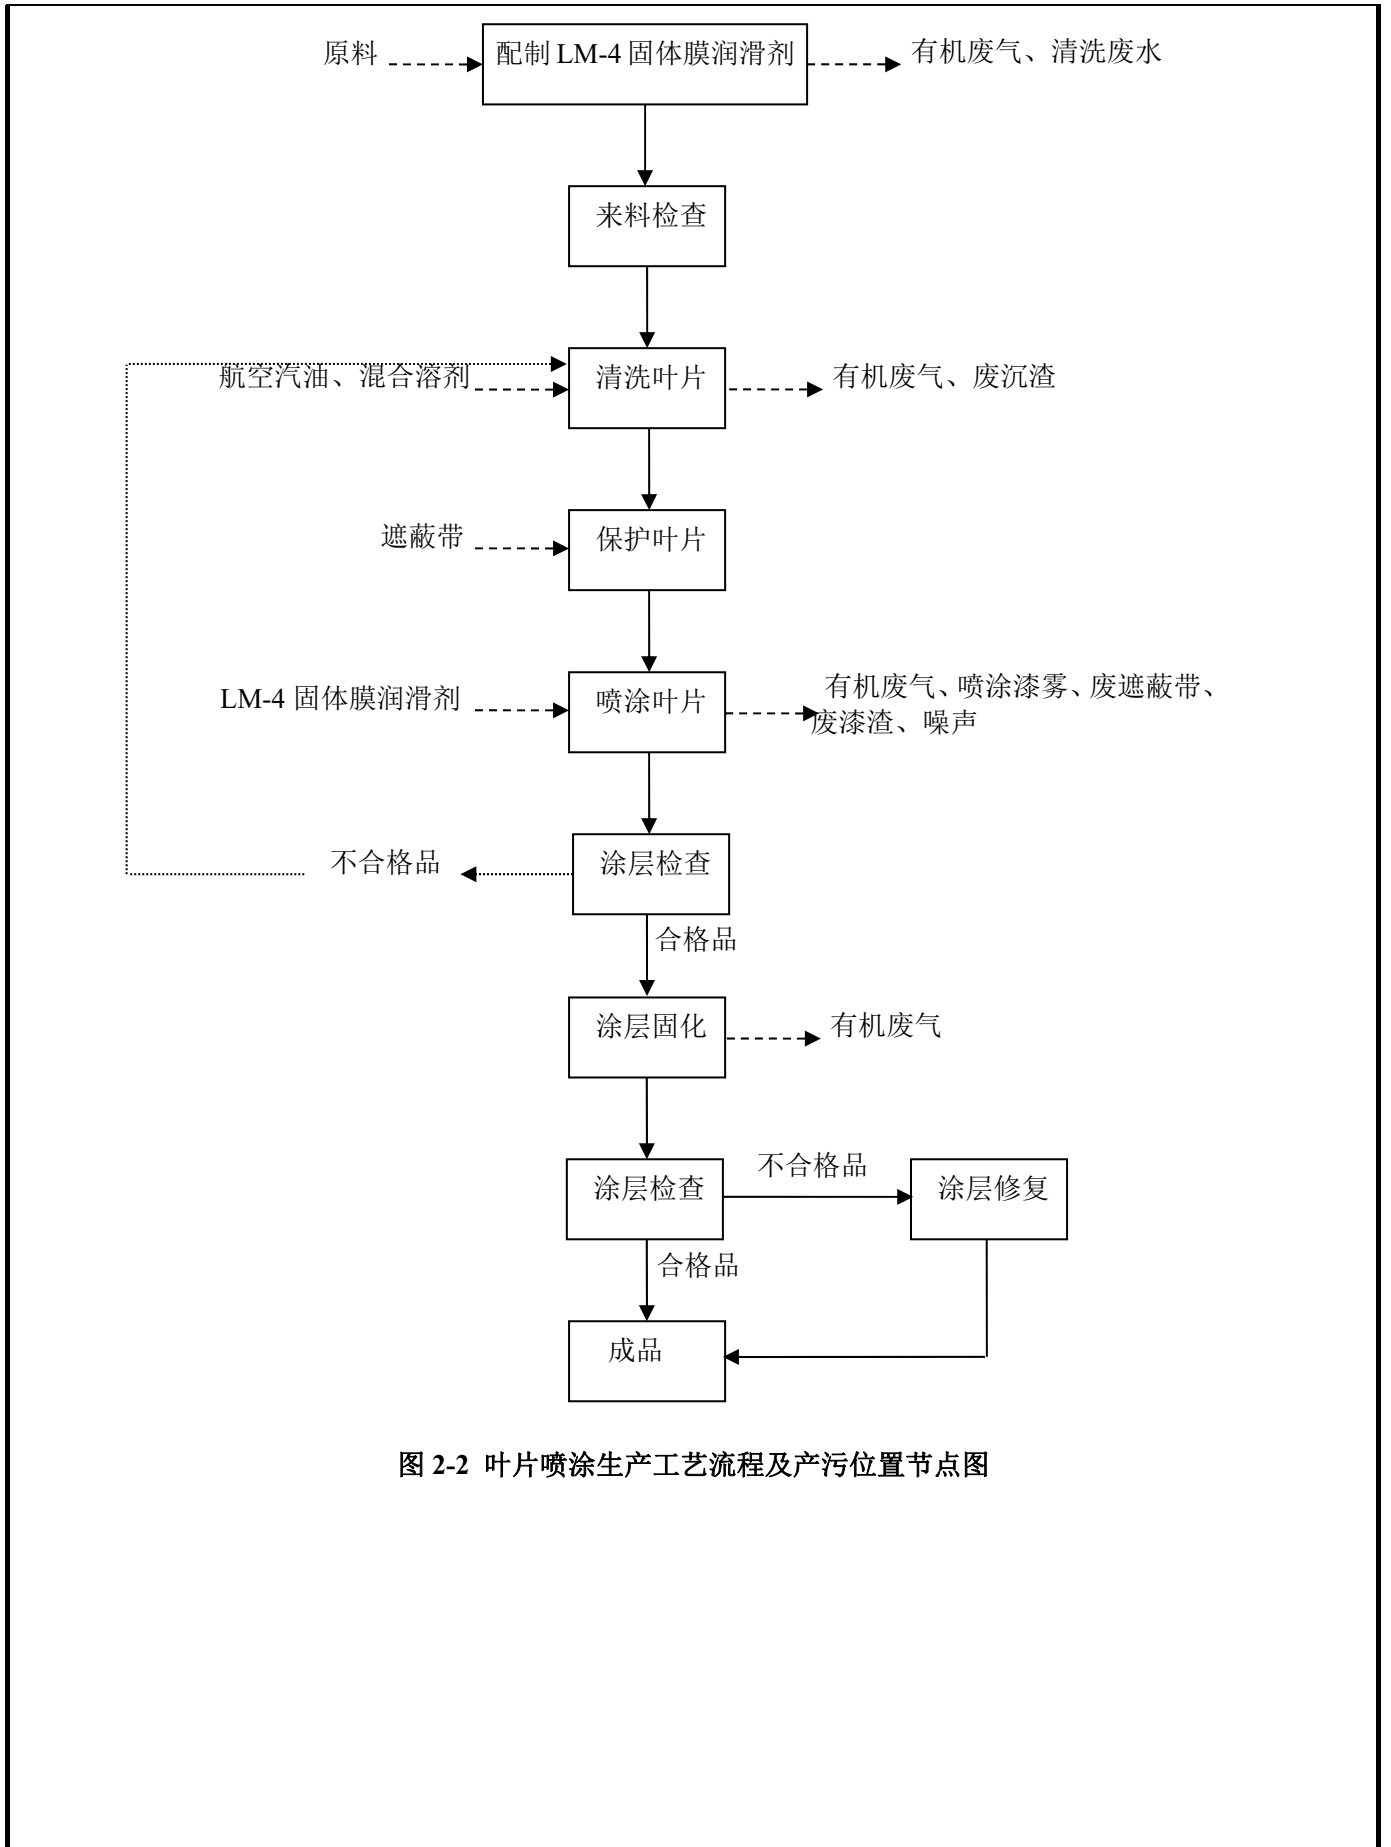 原料
配制 LM-4 固体膜润滑剂
有机废气、清洗废水
来料检查
航空汽油、混合溶剂
清洗叶片
有机废气、废沉渣
遮蔽带
保护叶片
LM-4 固体膜润滑剂
喷涂叶片
有机废气、喷涂漆雾、废遮蔽带、
废漆渣、噪声
不合格品
涂层检查
合格品
涂层固化
有机废气
涂层检查
不合格品
涂层修复
合格品
成品
图 2-2 叶片喷涂生产工艺流程及产污位置节点图